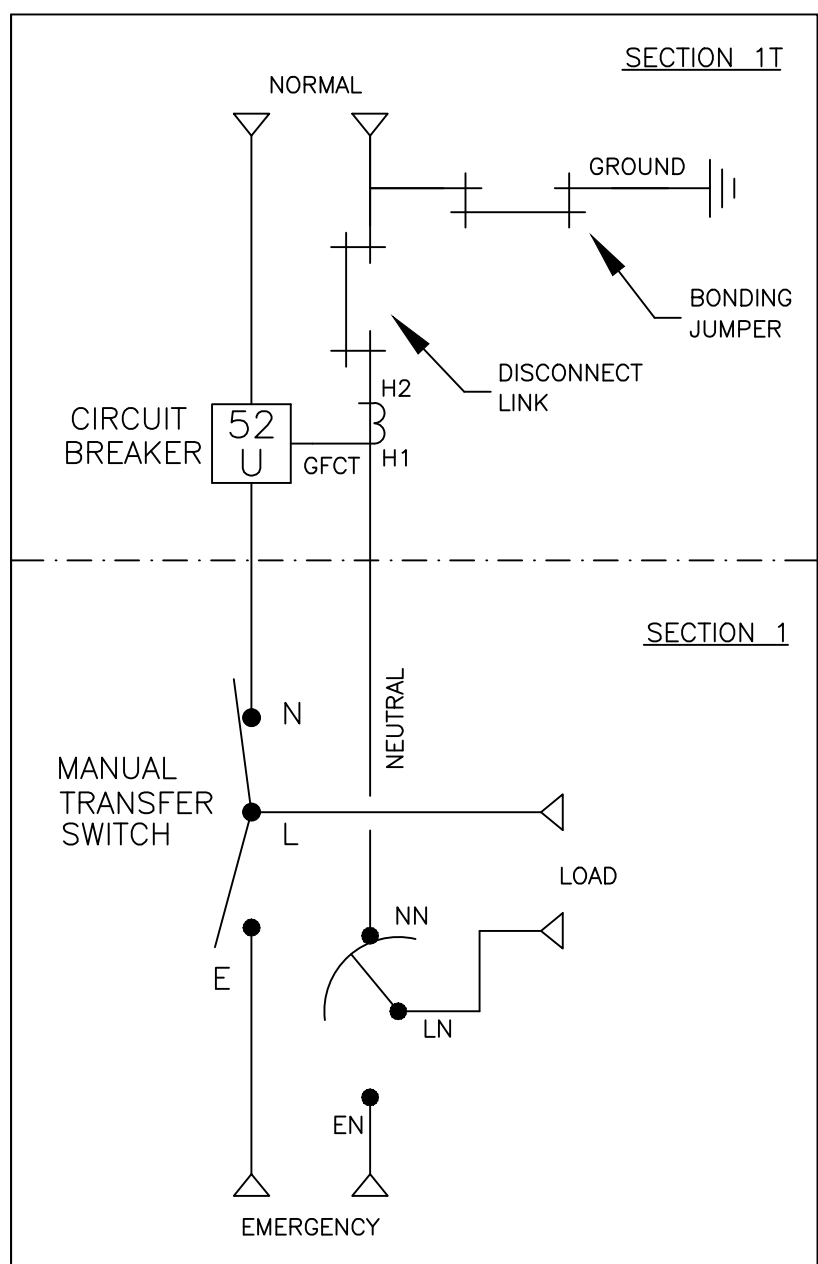 SECTION 1T
NORMAL
GROUND
BONDING
JUMPER
DISCONNECT
LINK
H2
CIRCUIT
BREAKER
52
U
GFCT
H1
SECTION 1
NEUTRAL
N
MANUAL
TRANSFER
SWITCH
L
LOAD
NN
E
LN
EN
EMERGENCY